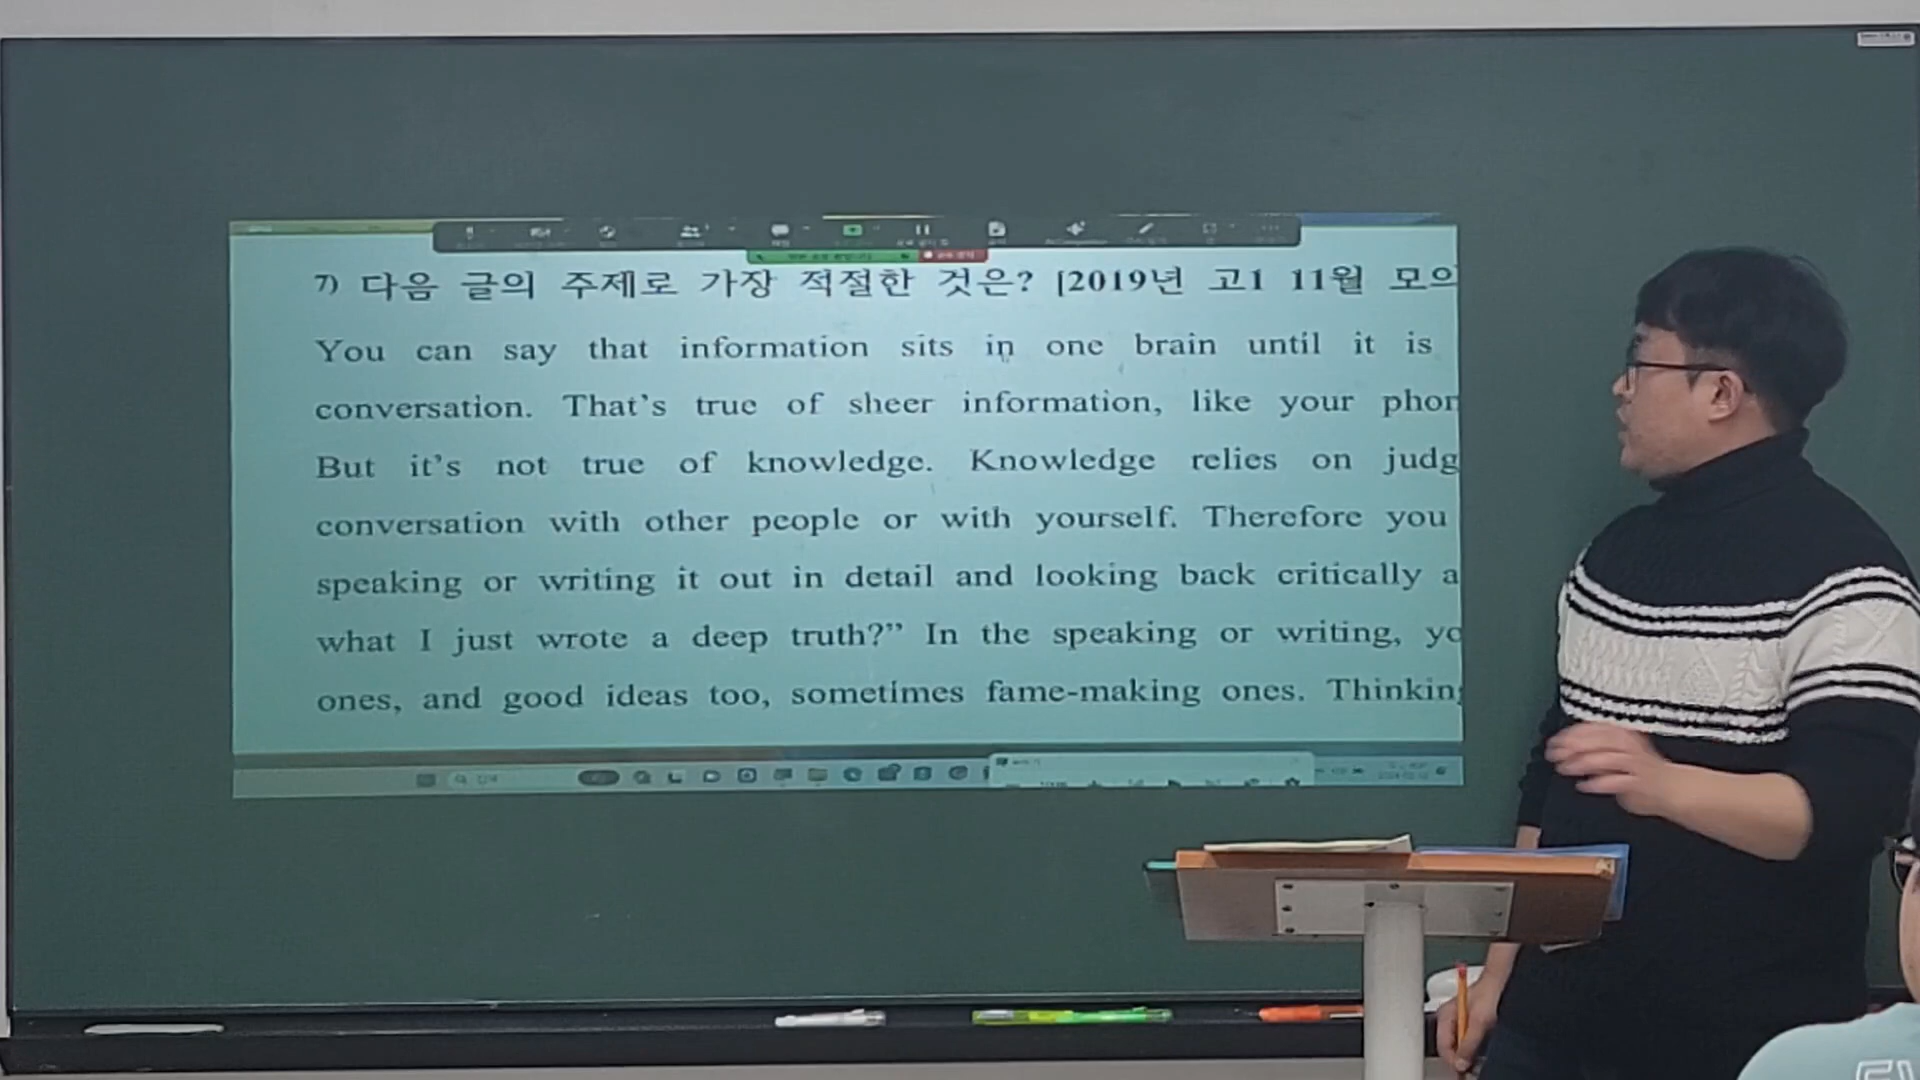 7) 다음 글의 주제로 가장 적절한 것은? [2019년 고1 11월 모의
You can say that information sits in one brain until it is
conversation. That's true of sheer information, like your phon
But it's not true of knowledge. Knowledge relies on judg
conversation with other people or with yourself. Therefore you
speaking or writing it out in detail and looking back critically a
what I just wrote a deep truth?" In the speaking or writing, yo
ones, and good ideas too, sometimes fame-making ones. Thinking